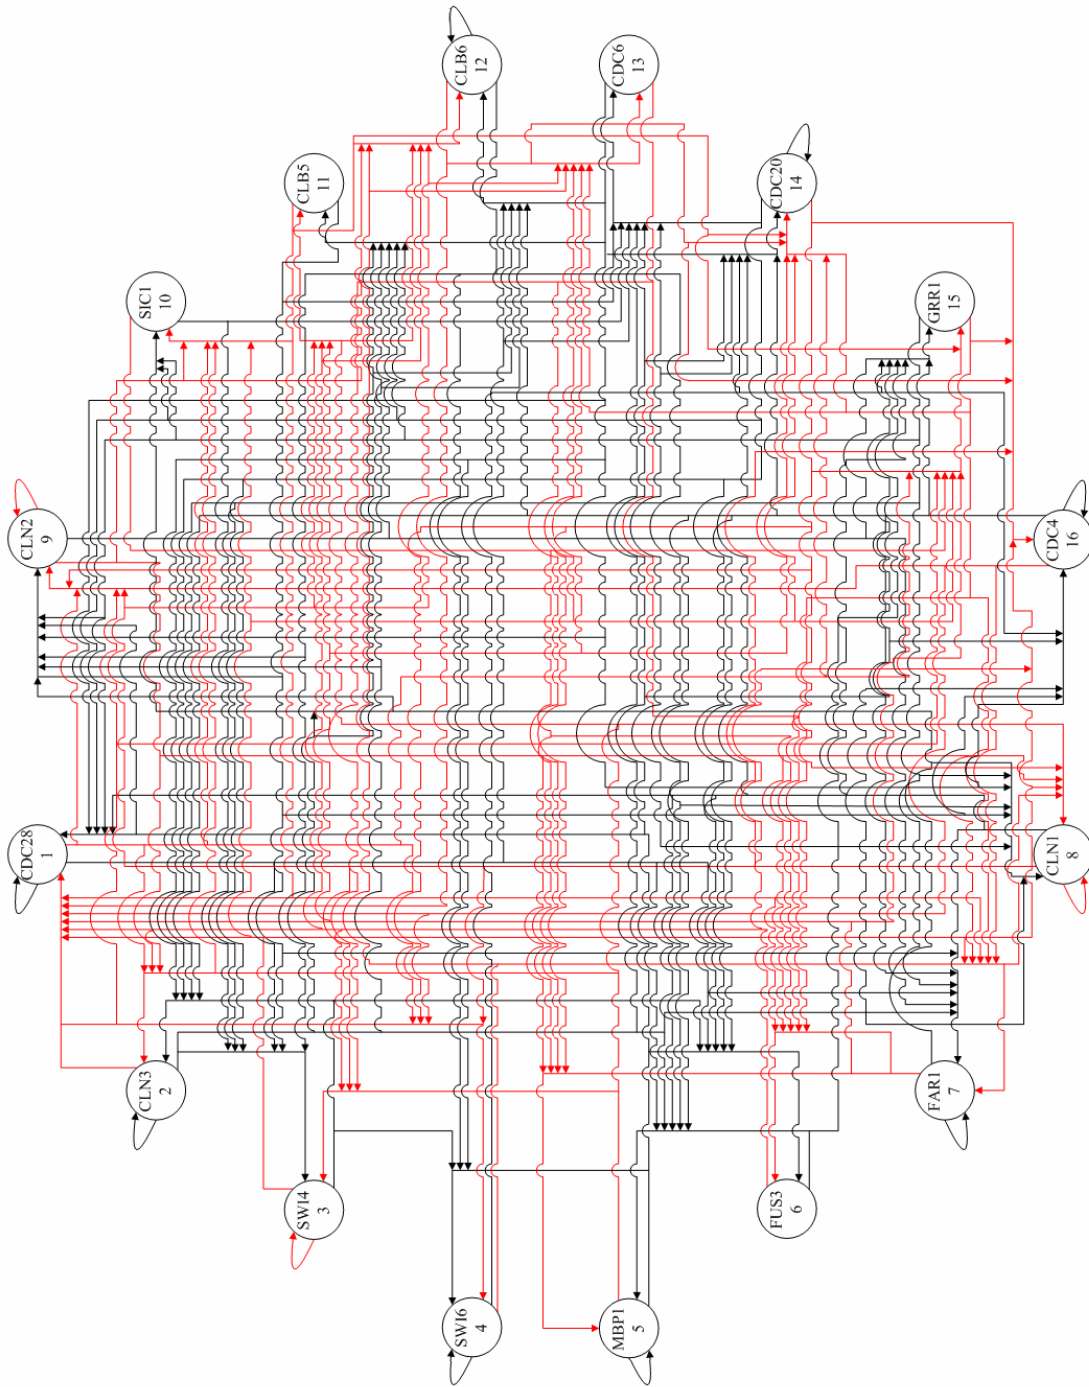 CDC28
1
CLN3
2
SWI4
3
SWI6
4
MBP1
5
FUS3
6
FAR1
7
CLN1
8
CLN2
9
SIC1
10
CLB5
11
CLB6
12
CDC6
13
CDC20
14
GRR1
15
CDC4
16